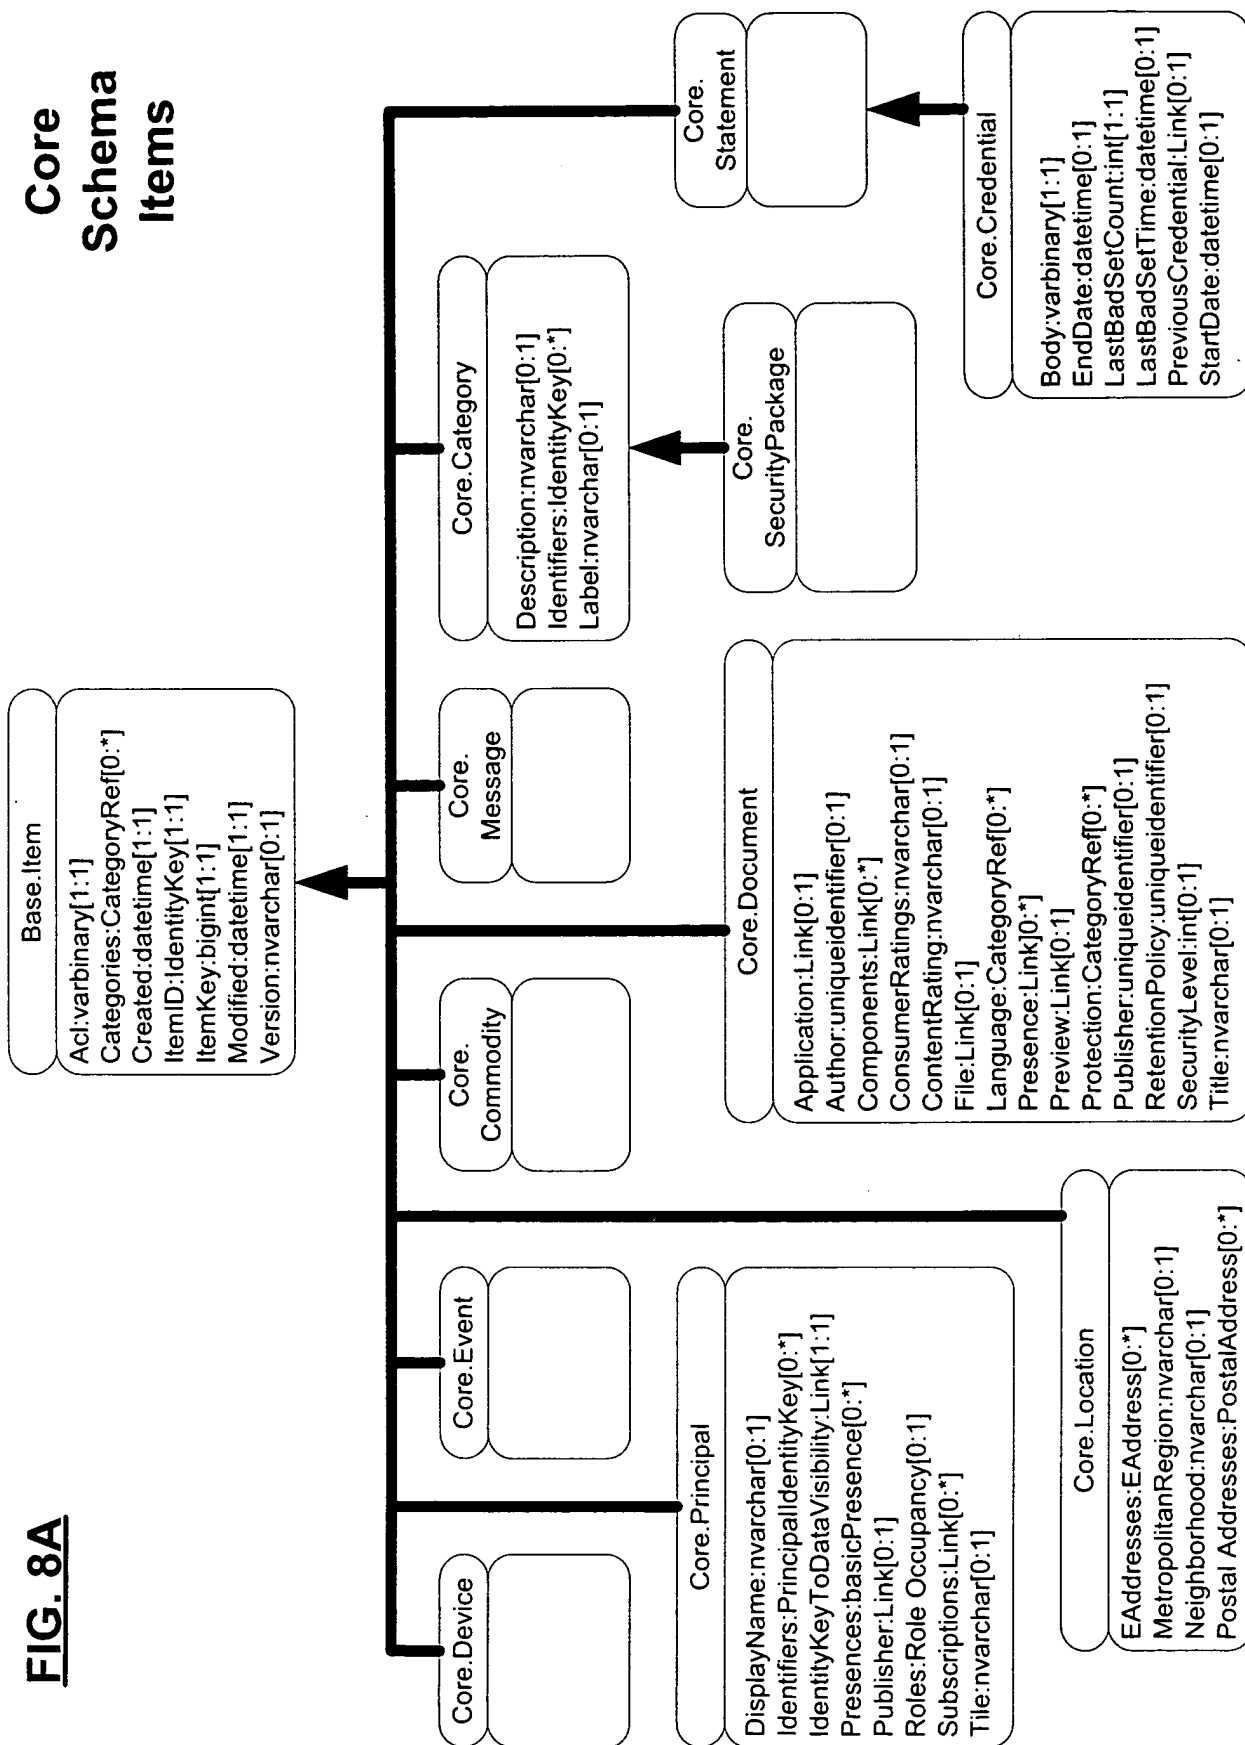 FIG. 8A
Core
Schema
Items
Base.Item
Acl:varbinary[1:1]
Categories:CategoryRef[0:*]
Created:datetime[1:1]
ItemID:IdentityKey[1:1]
ItemKey:bigint[1:1]
Modified:datetime[1:1]
Version:nvarchar[0:1]
Core.Device
Core.Event
Core.
Commodity
Core.
Message
Core.Category
Description:nvarchar[0:1]
Identifiers:IdentityKey[0:*]
Label:nvarchar[0:1]
Core.Principal
DisplayName:nvarchar[0:1]
Identifiers:PrincipalIdentityKey[0:*]
IdentityKeyToDataVisibility:Link[1:1]
Presences:basicPresence[0:*]
Publisher:Link[0:1]
Roles:Role Occupancy[0:1]
Subscriptions:Link[0:*]
Tile:nvarchar[0:1]
Core.Document
Application:Link[0:1]
Author:uniqueidentifier[0:1]
Components:Link[0:*]
ConsumerRatings:nvarchar[0:1]
ContentRating:nvarchar[0:1]
File:Link[0:1]
Language:CategoryRef[0:*]
Presence:Link[0:*]
Preview:Link[0:1]
Protection:CategoryRef[0:*]
Publisher:uniqueidentifier[0:1]
RetentionPolicy:uniqueidentifier[0:1]
SecurityLevel:int[0:1]
Title:nvarchar[0:1]
Core.
SecurityPackage
Core.
Statement
Core.Location
EAddresses:EAddress[0:*]
MetropolitanRegion:nvarchar[0:1]
Neighborhood:nvarchar[0:1]
Postal Addresses:PostalAddress[0:*]
Core.Credential
Body:varbinary[1:1]
EndDate:datetime[0:1]
LastBadSetCount:int[1:1]
LastBadSetTime:datetime[0:1]
PreviousCredential:Link[0:1]
StartDate:datetime[0:1]